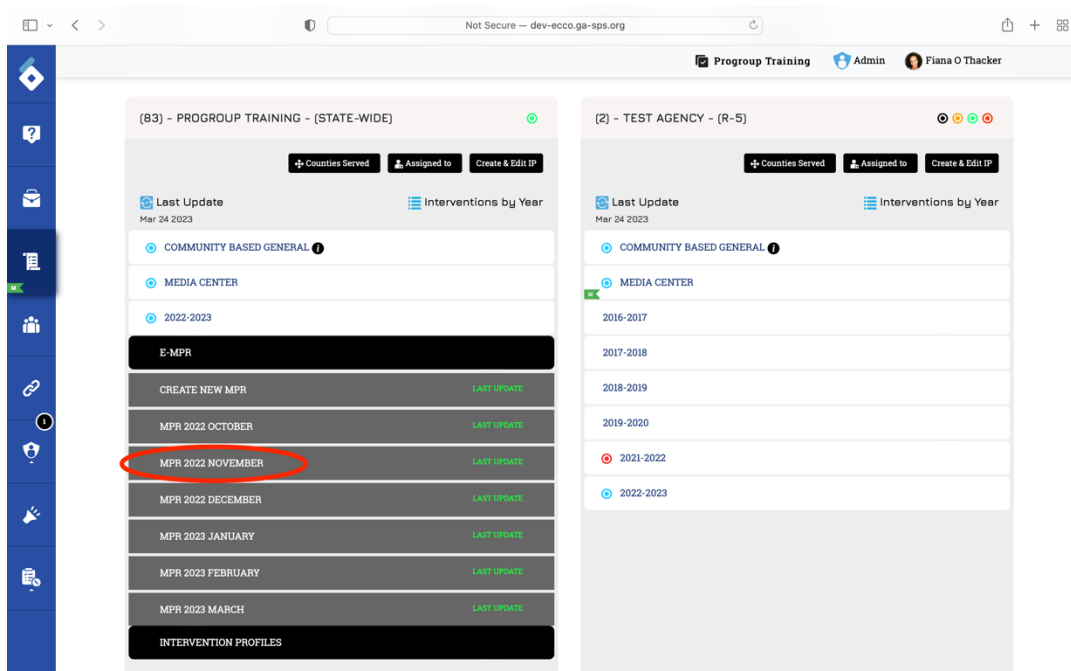 Not Secure — dev-ecco.ga-sps.org
Progroup Training
Admin
Fiana O Thacker
(83) - PROGROUP TRAINING - (STATE-WIDE)
Counties Served
Assigned to
Create & Edit IP
Last Update
Interventions by Year
Mar 24 2023
COMMUNITY BASED GENERAL
MEDIA CENTER
2022-2023
E-MPR
CREATE NEW MPR LAST UPDATE
MPR 2022 OCTOBER LAST UPDATE
MPR 2022 NOVEMBER LAST UPDATE
MPR 2022 DECEMBER LAST UPDATE
MPR 2023 JANUARY LAST UPDATE
MPR 2023 FEBRUARY LAST UPDATE
MPR 2023 MARCH LAST UPDATE
INTERVENTION PROFILES
(2) - TEST AGENCY - (R-5)
Counties Served
Assigned to
Create & Edit IP
Last Update
Interventions by Year
Mar 24 2023
COMMUNITY BASED GENERAL
MEDIA CENTER
M
2016-2017
2017-2018
2018-2019
2019-2020
2021-2022
2022-2023
M
1